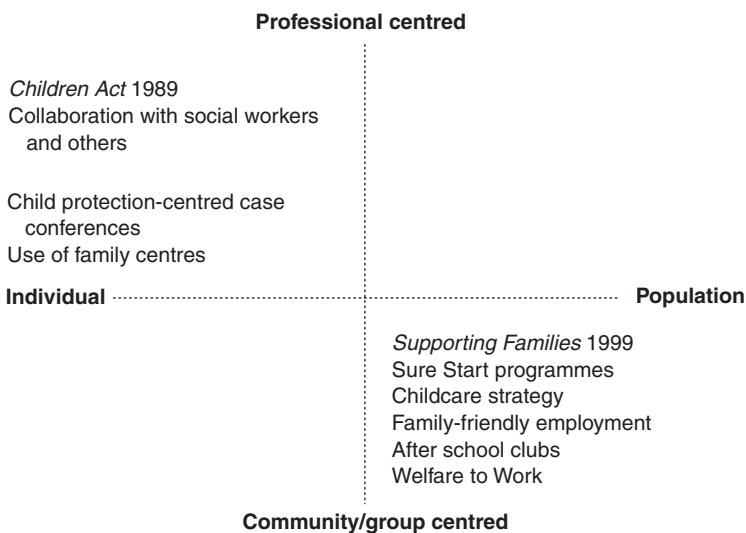 Professional centred
Children Act 1989
Collaboration with social workers
and others
Child protection-centred case
conferences
Use of family centres
Individual
Population
Supporting Families 1999
Sure Start programmes
Childcare strategy
Family-friendly employment
After school clubs
Welfare to Work
Community/group centred